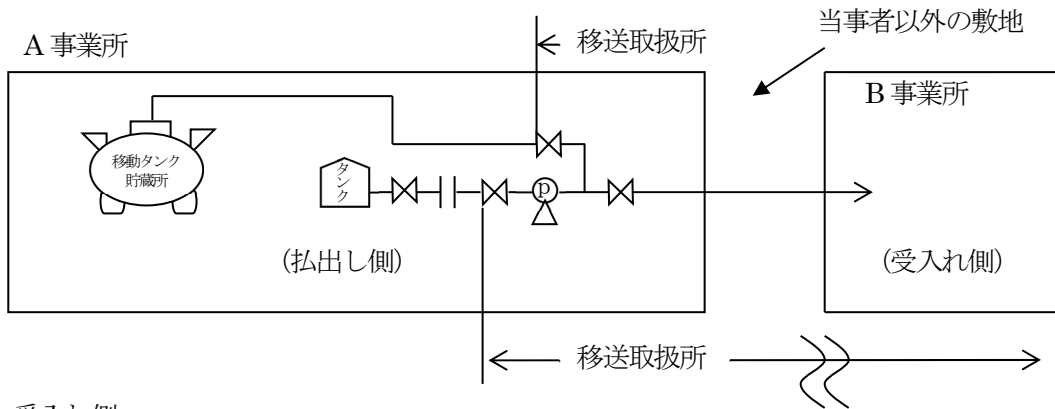 当事者以外の敷地
A 事業所
移送取扱所
B 事業所
移動タンク
貯蔵所
タンク
p
(払出し側)
(受入れ側)
移送取扱所